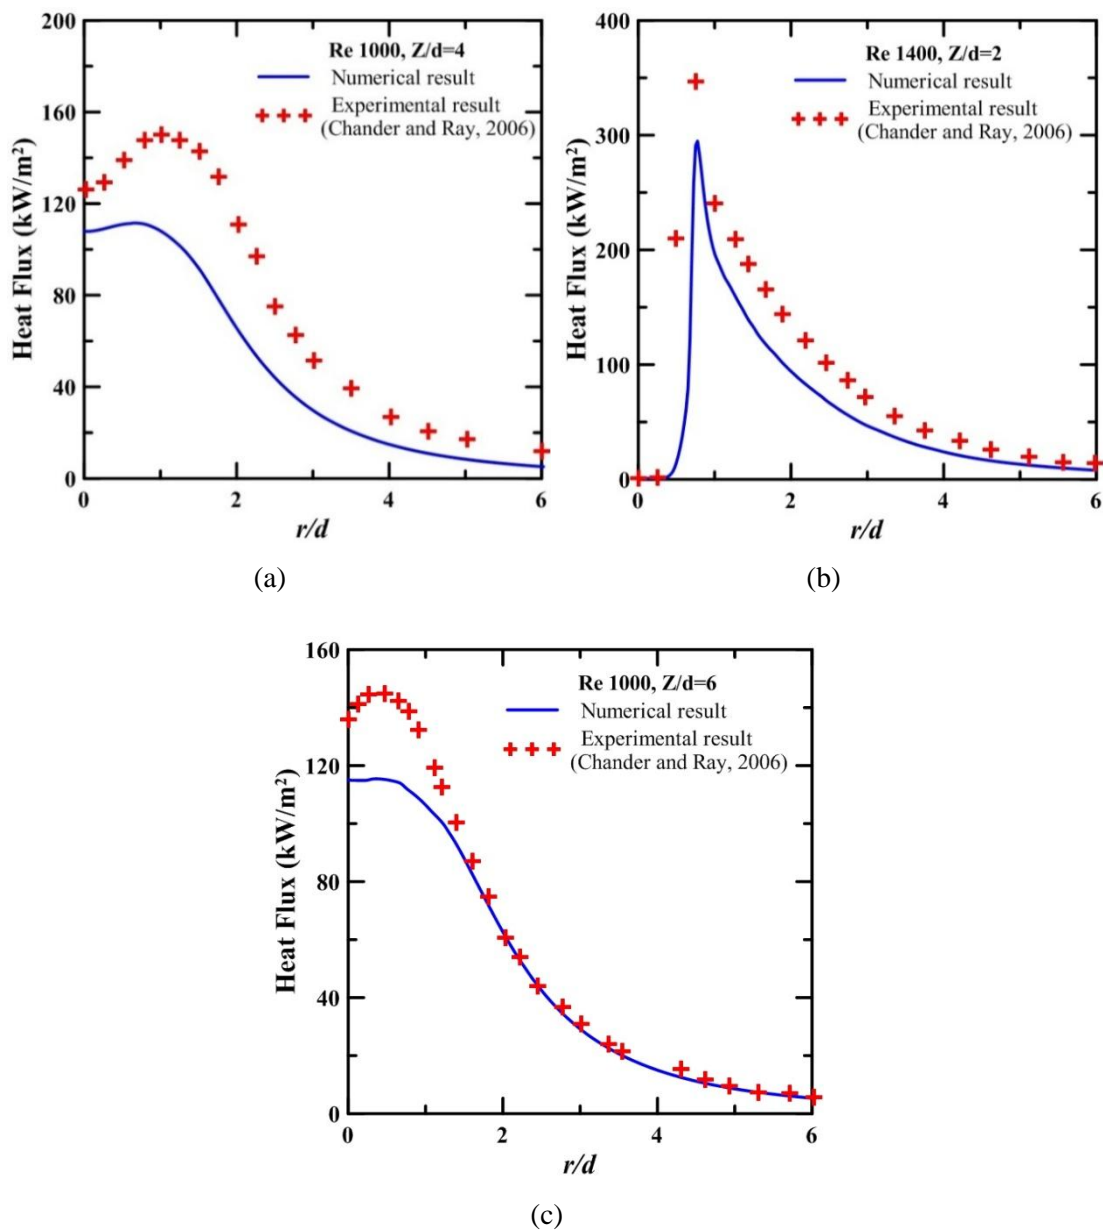 Re 1000, Z/d=4
Numerical result
Experimental result
(Chander and Ray, 2006)
Heat Flux (kW/m²)
200
160
120
80
40
0
0 2 4 6
r/d
(a)
Re 1400, Z/d=2
Numerical result
Experimental result
(Chander and Ray, 2006)
Heat Flux (kW/m²)
400
300
200
100
0
0 2 4 6
r/d
(b)
Re 1000, Z/d=6
Numerical result
Experimental result
(Chander and Ray, 2006)
Heat Flux (kW/m²)
160
120
80
40
0
0 2 4 6
r/d
(c)